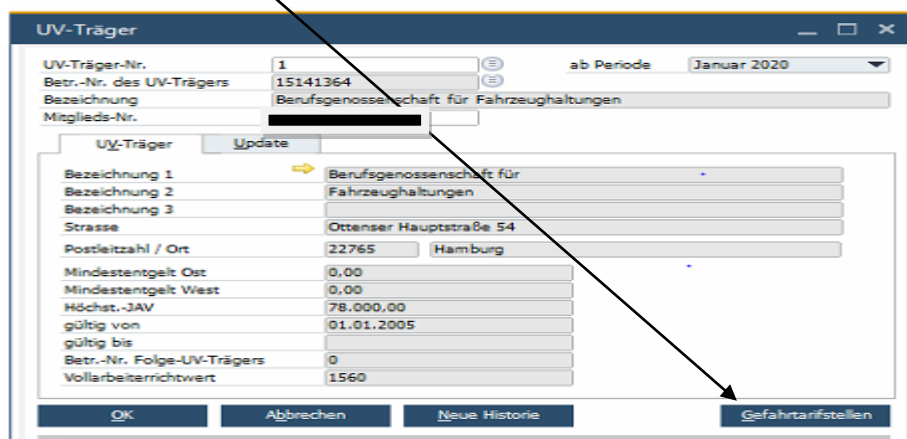 UV-Träger
UV-Träger-Nr. 1 ab Periode Januar 2020
Betr.-Nr. des UV-Trägers 15141364
Bezeichnung Berufsgenossenschaft für Fahrzeughaltungen
Mitglieds-Nr.
UV-Träger Update
Bezeichnung 1 Berufsgenossenschaft für
Bezeichnung 2 Fahrzeughaltungen
Bezeichnung 3
Strasse Ottenser Hauptstraße 54
Postleitzahl / Ort 22765 Hamburg
Mindestentgelt Ost 0,00
Mindestentgelt West 0,00
Höchst.-JAV 78.000,00
gültig von 01.01.2005
gültig bis
Betr.-Nr. Folge-UV-Trägers 0
Vollarbeiterrichtwert 1560
OK Abbrechen Neue Historie Gefahrtarifstellen